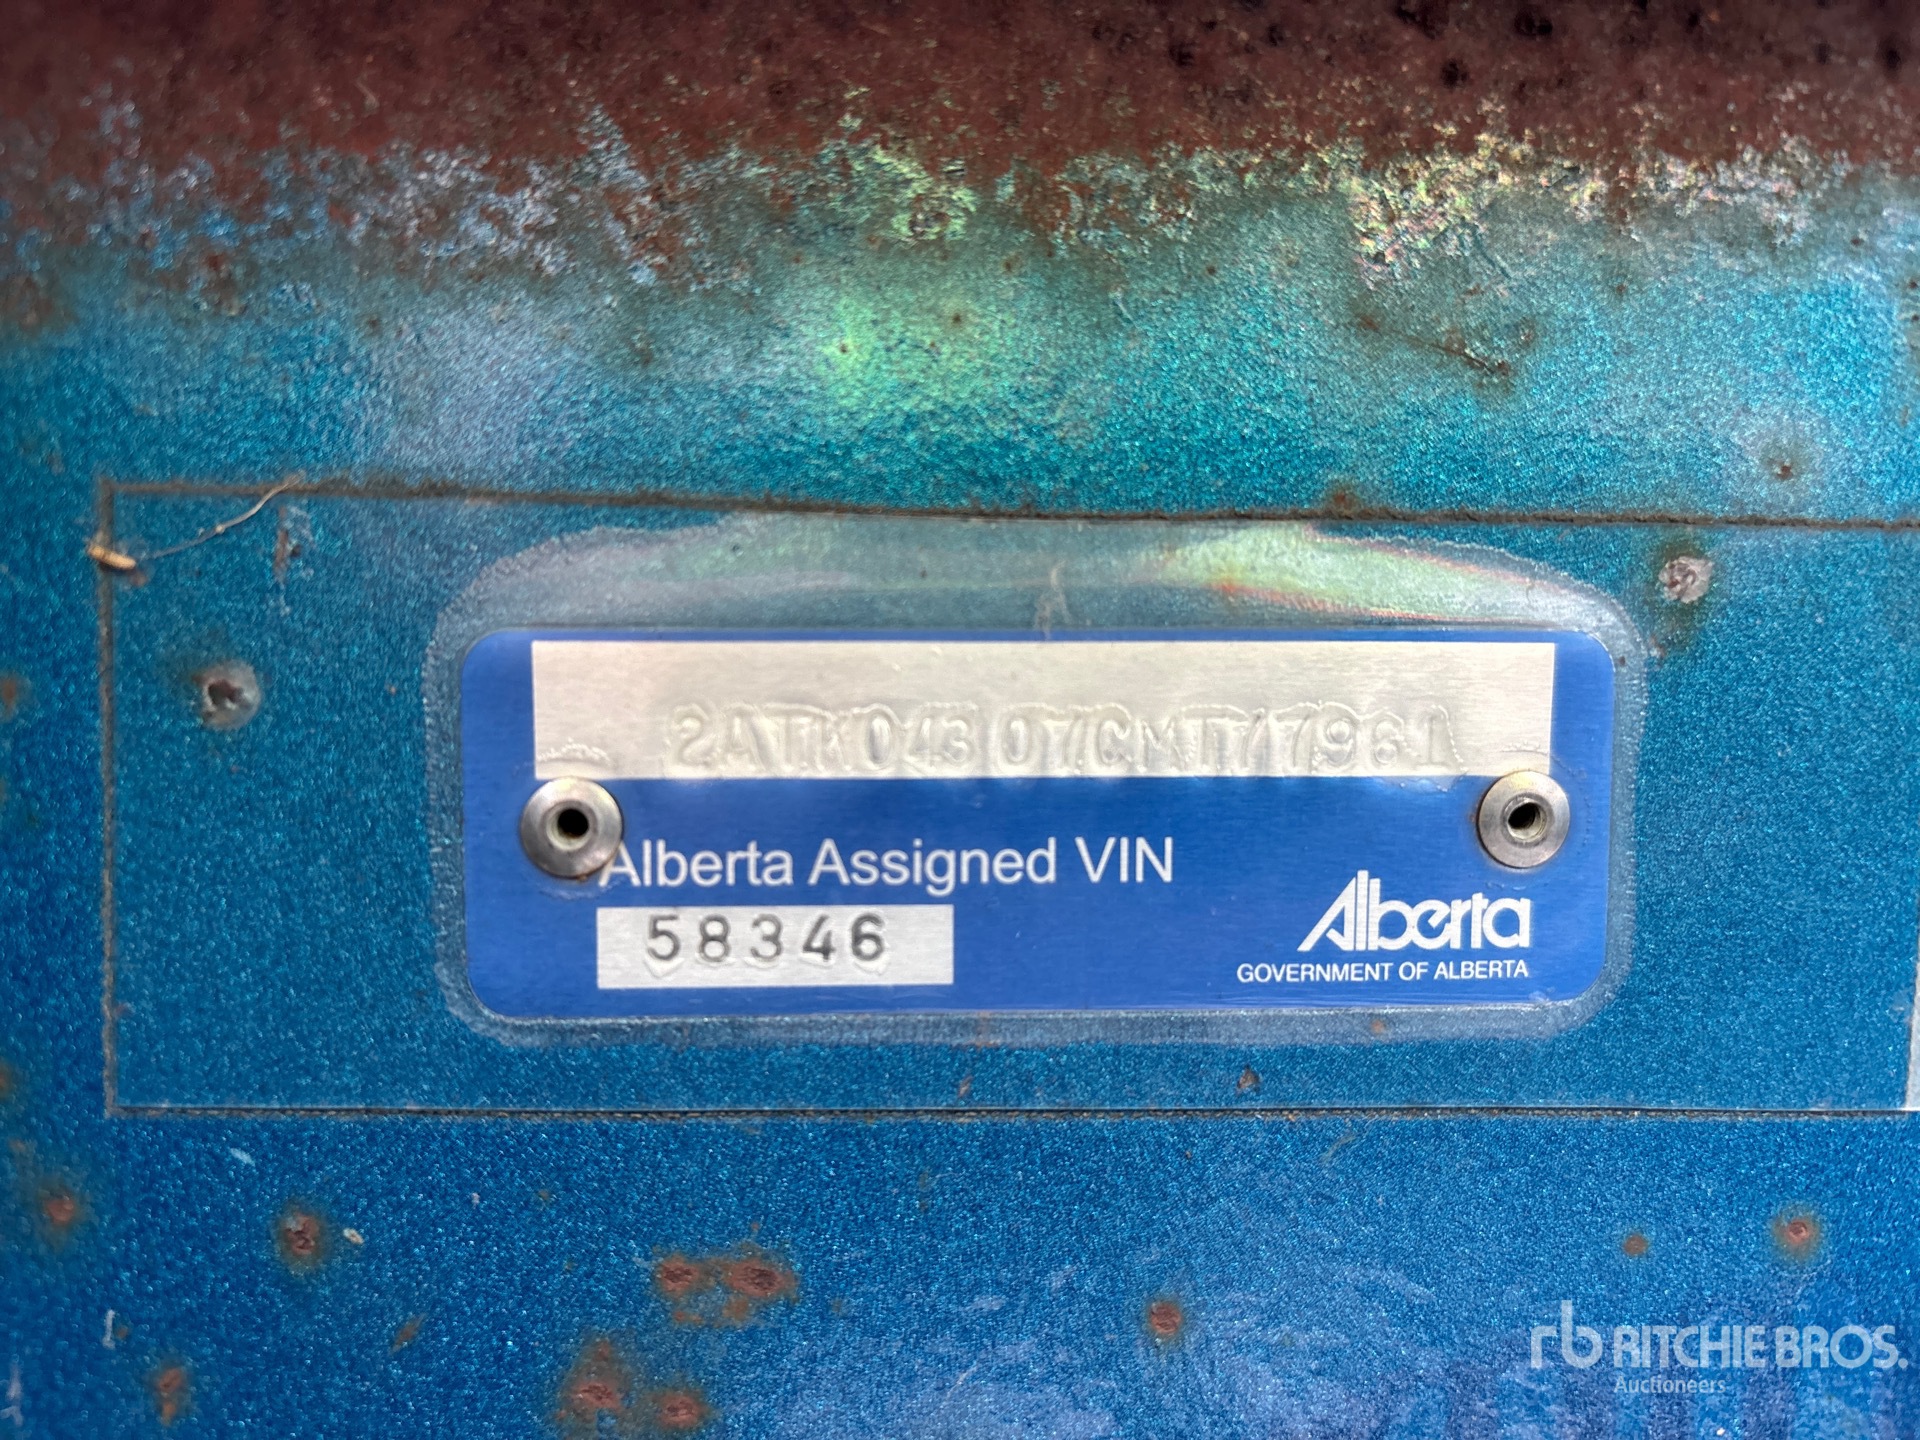 2ATK04307CMT77961
Alberta Assigned VIN
58346
Alberta
GOVERNMENT OF ALBERTA
rb RITCHIE BROS.
Auctioneers